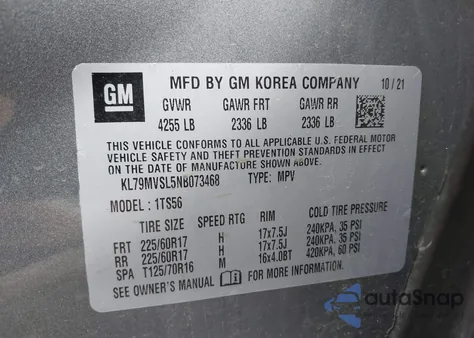 GM
MFD BY GM KOREA COMPANY 10/21
GVWR GAWR FRT GAWR RR
4255 LB 2336 LB 2336 LB
THIS VEHICLE CONFORMS TO ALL APPLICABLE U.S. FEDERAL MOTOR
VEHICLE SAFETY AND THEFT PREVENTION STANDARDS IN EFFECT ON
THE DATE OF MANUFACTURE SHOWN ABOVE.
KL79MVSL5NB073468 TYPE: MPV
MODEL: 1TS56
TIRE SIZE SPEED RTG RIM COLD TIRE PRESSURE
FRT 225/60R17 H 17x7.5J 240KPA, 35 PSI
RR 225/60R17 H 17x7.5J 240KPA, 35 PSI
SPA T125/70R16 M 16x4.0BT 420KPA, 60 PSI
SEE OWNER'S MANUAL FOR MORE INFORMATION.
autoSnap